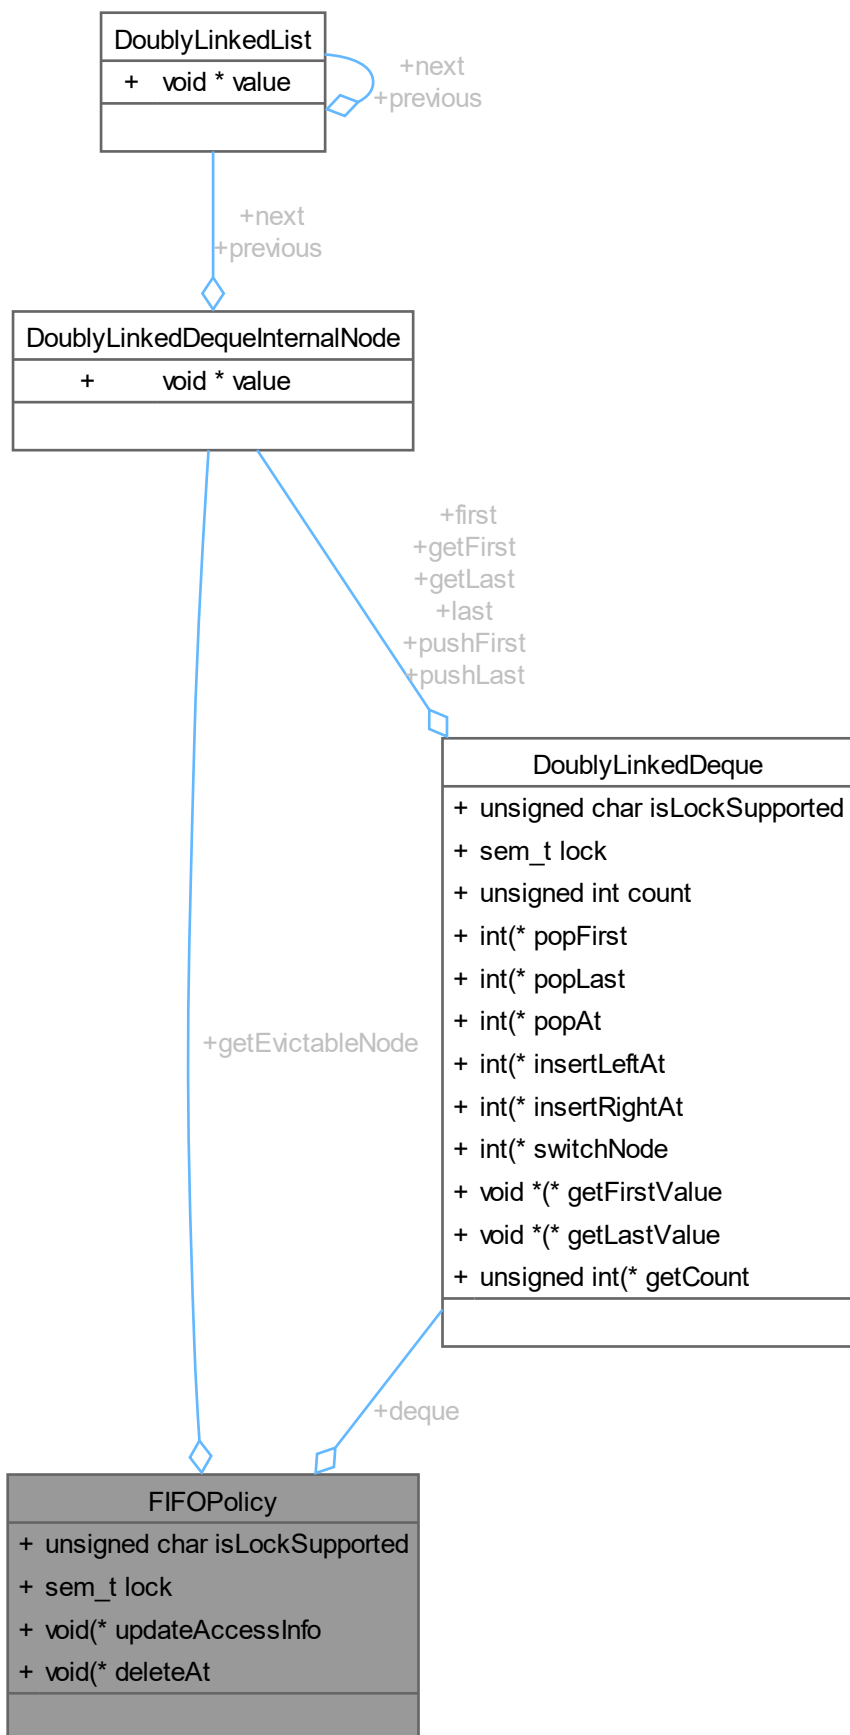 DoublyLinkedList
+ void * value
+next
+previous
+next
+previous
DoublyLinkedDequeInternalNode
+ void * value
+first
+getFirst
+getLast
+last
+pushFirst
+pushLast
DoublyLinkedDeque
+ unsigned char isLockSupported
+ sem_t lock
+ unsigned int count
+ int(* popFirst
+ int(* popLast
+ int(* popAt
+ int(* insertLeftAt
+ int(* insertRightAt
+ int(* switchNode
+ void *(* getFirstValue
+ void *(* getLastValue
+ unsigned int(* getCount
+getEvictableNode
+deque
FIFOPolicy
+ unsigned char isLockSupported
+ sem_t lock
+ void(* updateAccessInfo
+ void(* deleteAt